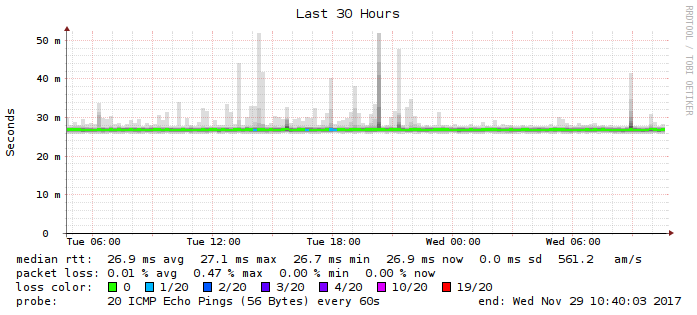 Last 30 Hours
RRDTOOL / TOBI OETIKER
Seconds
50 m
40 m
30 m
20 m
10 m
0
Tue 06:00 Tue 12:00 Tue 18:00 Wed 00:00 Wed 06:00
median rtt: 26.9 ms avg 27.1 ms max 26.7 ms min 26.9 ms now 0.0 ms sd 561.2 am/s
packet loss: 0.01 % avg 0.47 % max 0.00 % min 0.00 % now
loss color: 0 1/20 2/20 3/20 4/20 10/20 19/20
probe: 20 ICMP Echo Pings (56 Bytes) every 60s end: Wed Nov 29 10:40:03 2017